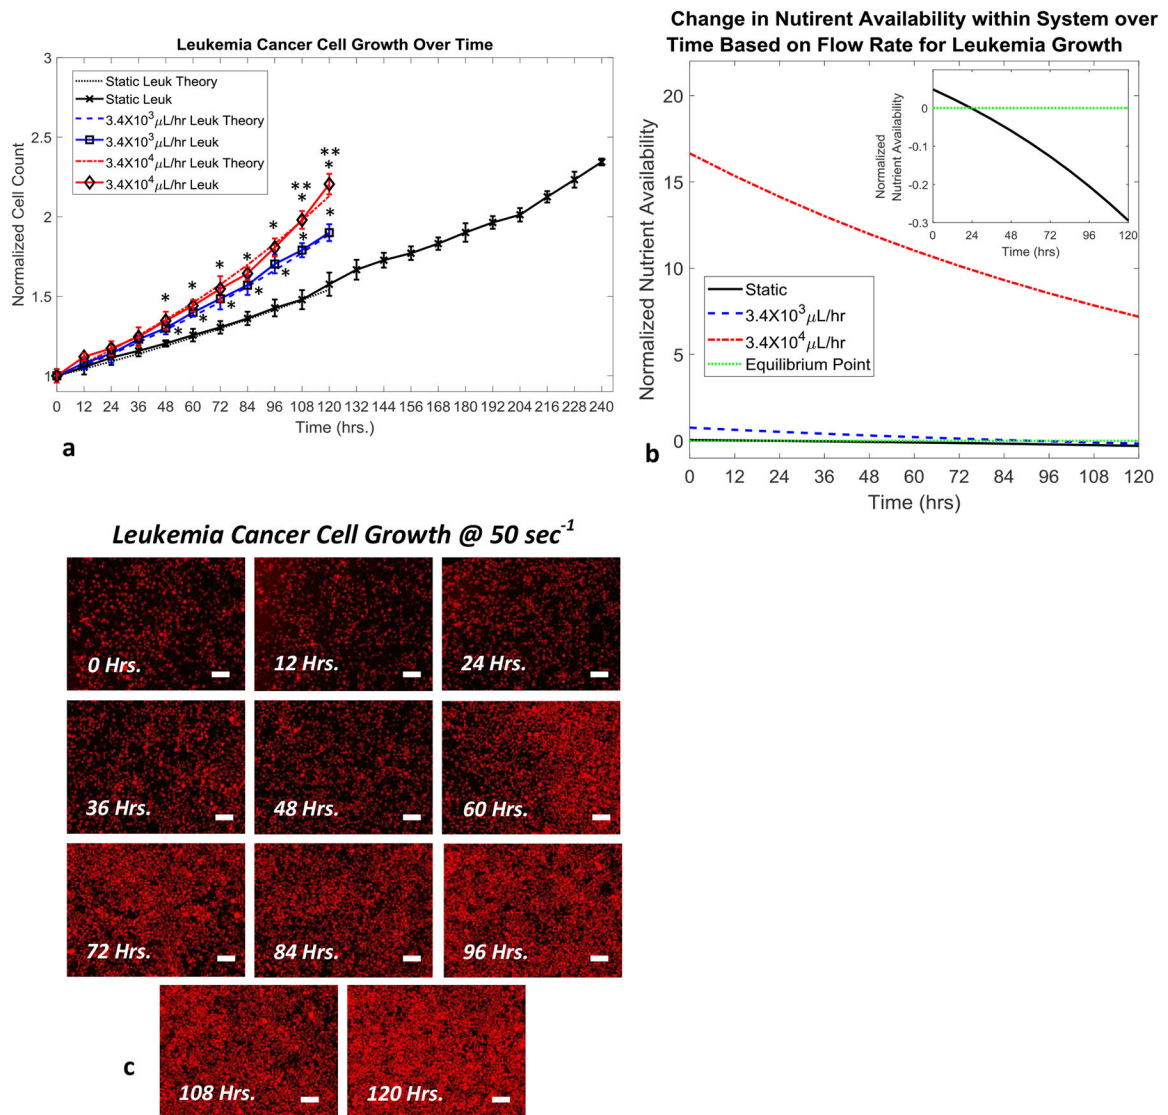 Leukemia Cancer Cell Growth Over Time
3
2.5
2
1.5
1
Normalized Cell Count
Static Leuk Theory
Static Leuk
3.4X10³μL/hr Leuk Theory
3.4X10³μL/hr Leuk
3.4X10⁴μL/hr Leuk Theory
3.4X10⁴μL/hr Leuk
* * * * * * ** * ** *
* * * * * * *
0 12 24 36 48 60 72 84 96 108 120 132 144 156 168 180 192 204 216 228 240
Time (hrs.)
a
Change in Nutirent Availability within System over
Time Based on Flow Rate for Leukemia Growth
20
15
10
5
0
Normalized Nutrient Availability
0
-0.1
-0.2
-0.3
Normalized
Nutrient Availability
0 24 48 72 96 120
Time (hrs)
Static
3.4X10³μL/hr
3.4X10⁴μL/hr
Equilibrium Point
0 12 24 36 48 60 72 84 96 108 120
Time (hrs)
b
Leukemia Cancer Cell Growth @ 50 sec⁻¹
0 Hrs.
12 Hrs.
24 Hrs.
36 Hrs.
48 Hrs.
60 Hrs.
72 Hrs.
84 Hrs.
96 Hrs.
c
108 Hrs.
120 Hrs.